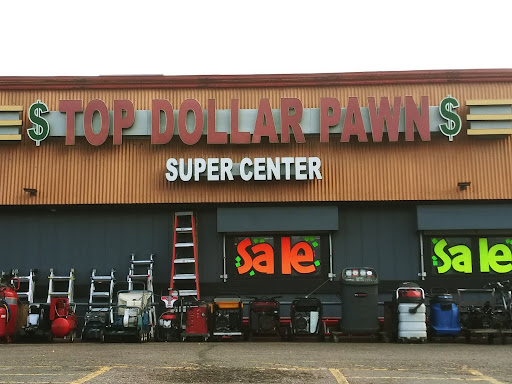 $ TOP DOLLAR PAWN $
SUPER CENTER
Sale Sale